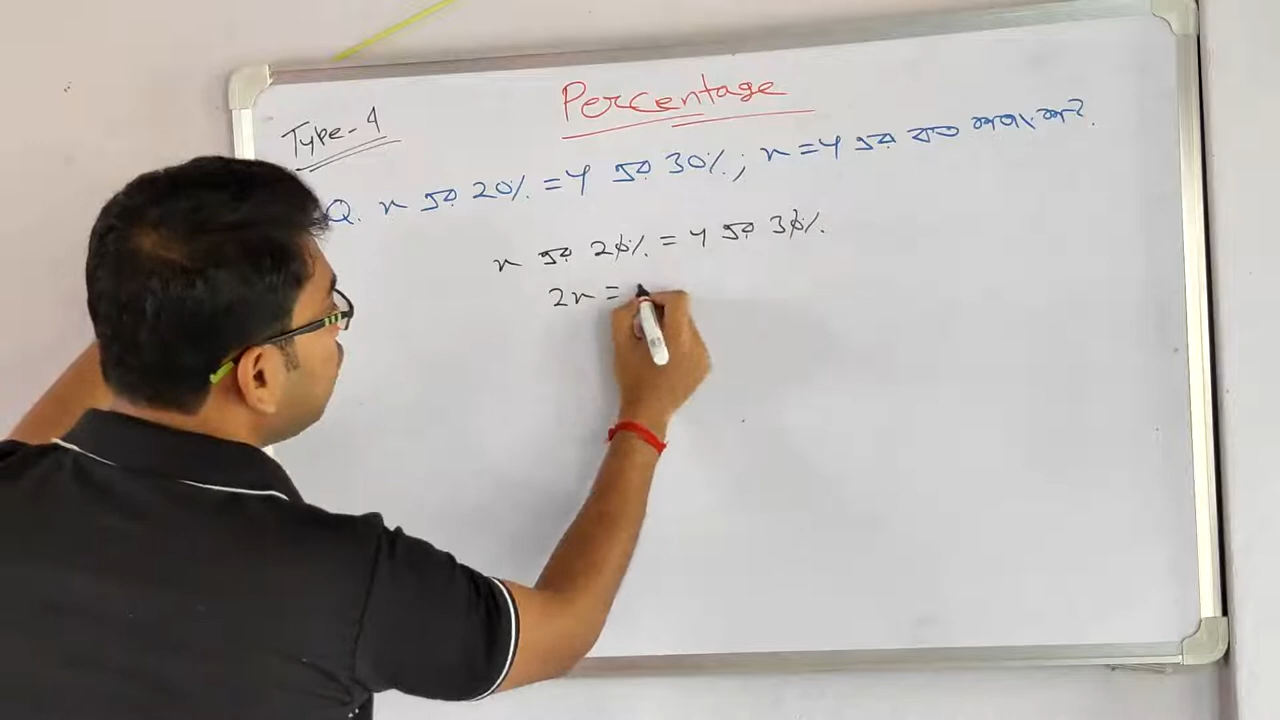 Percentage
Type-4
Q. x এর 20% = y এর 30%; x = y এর কত
x এর 20% = y এর 30%
2x =